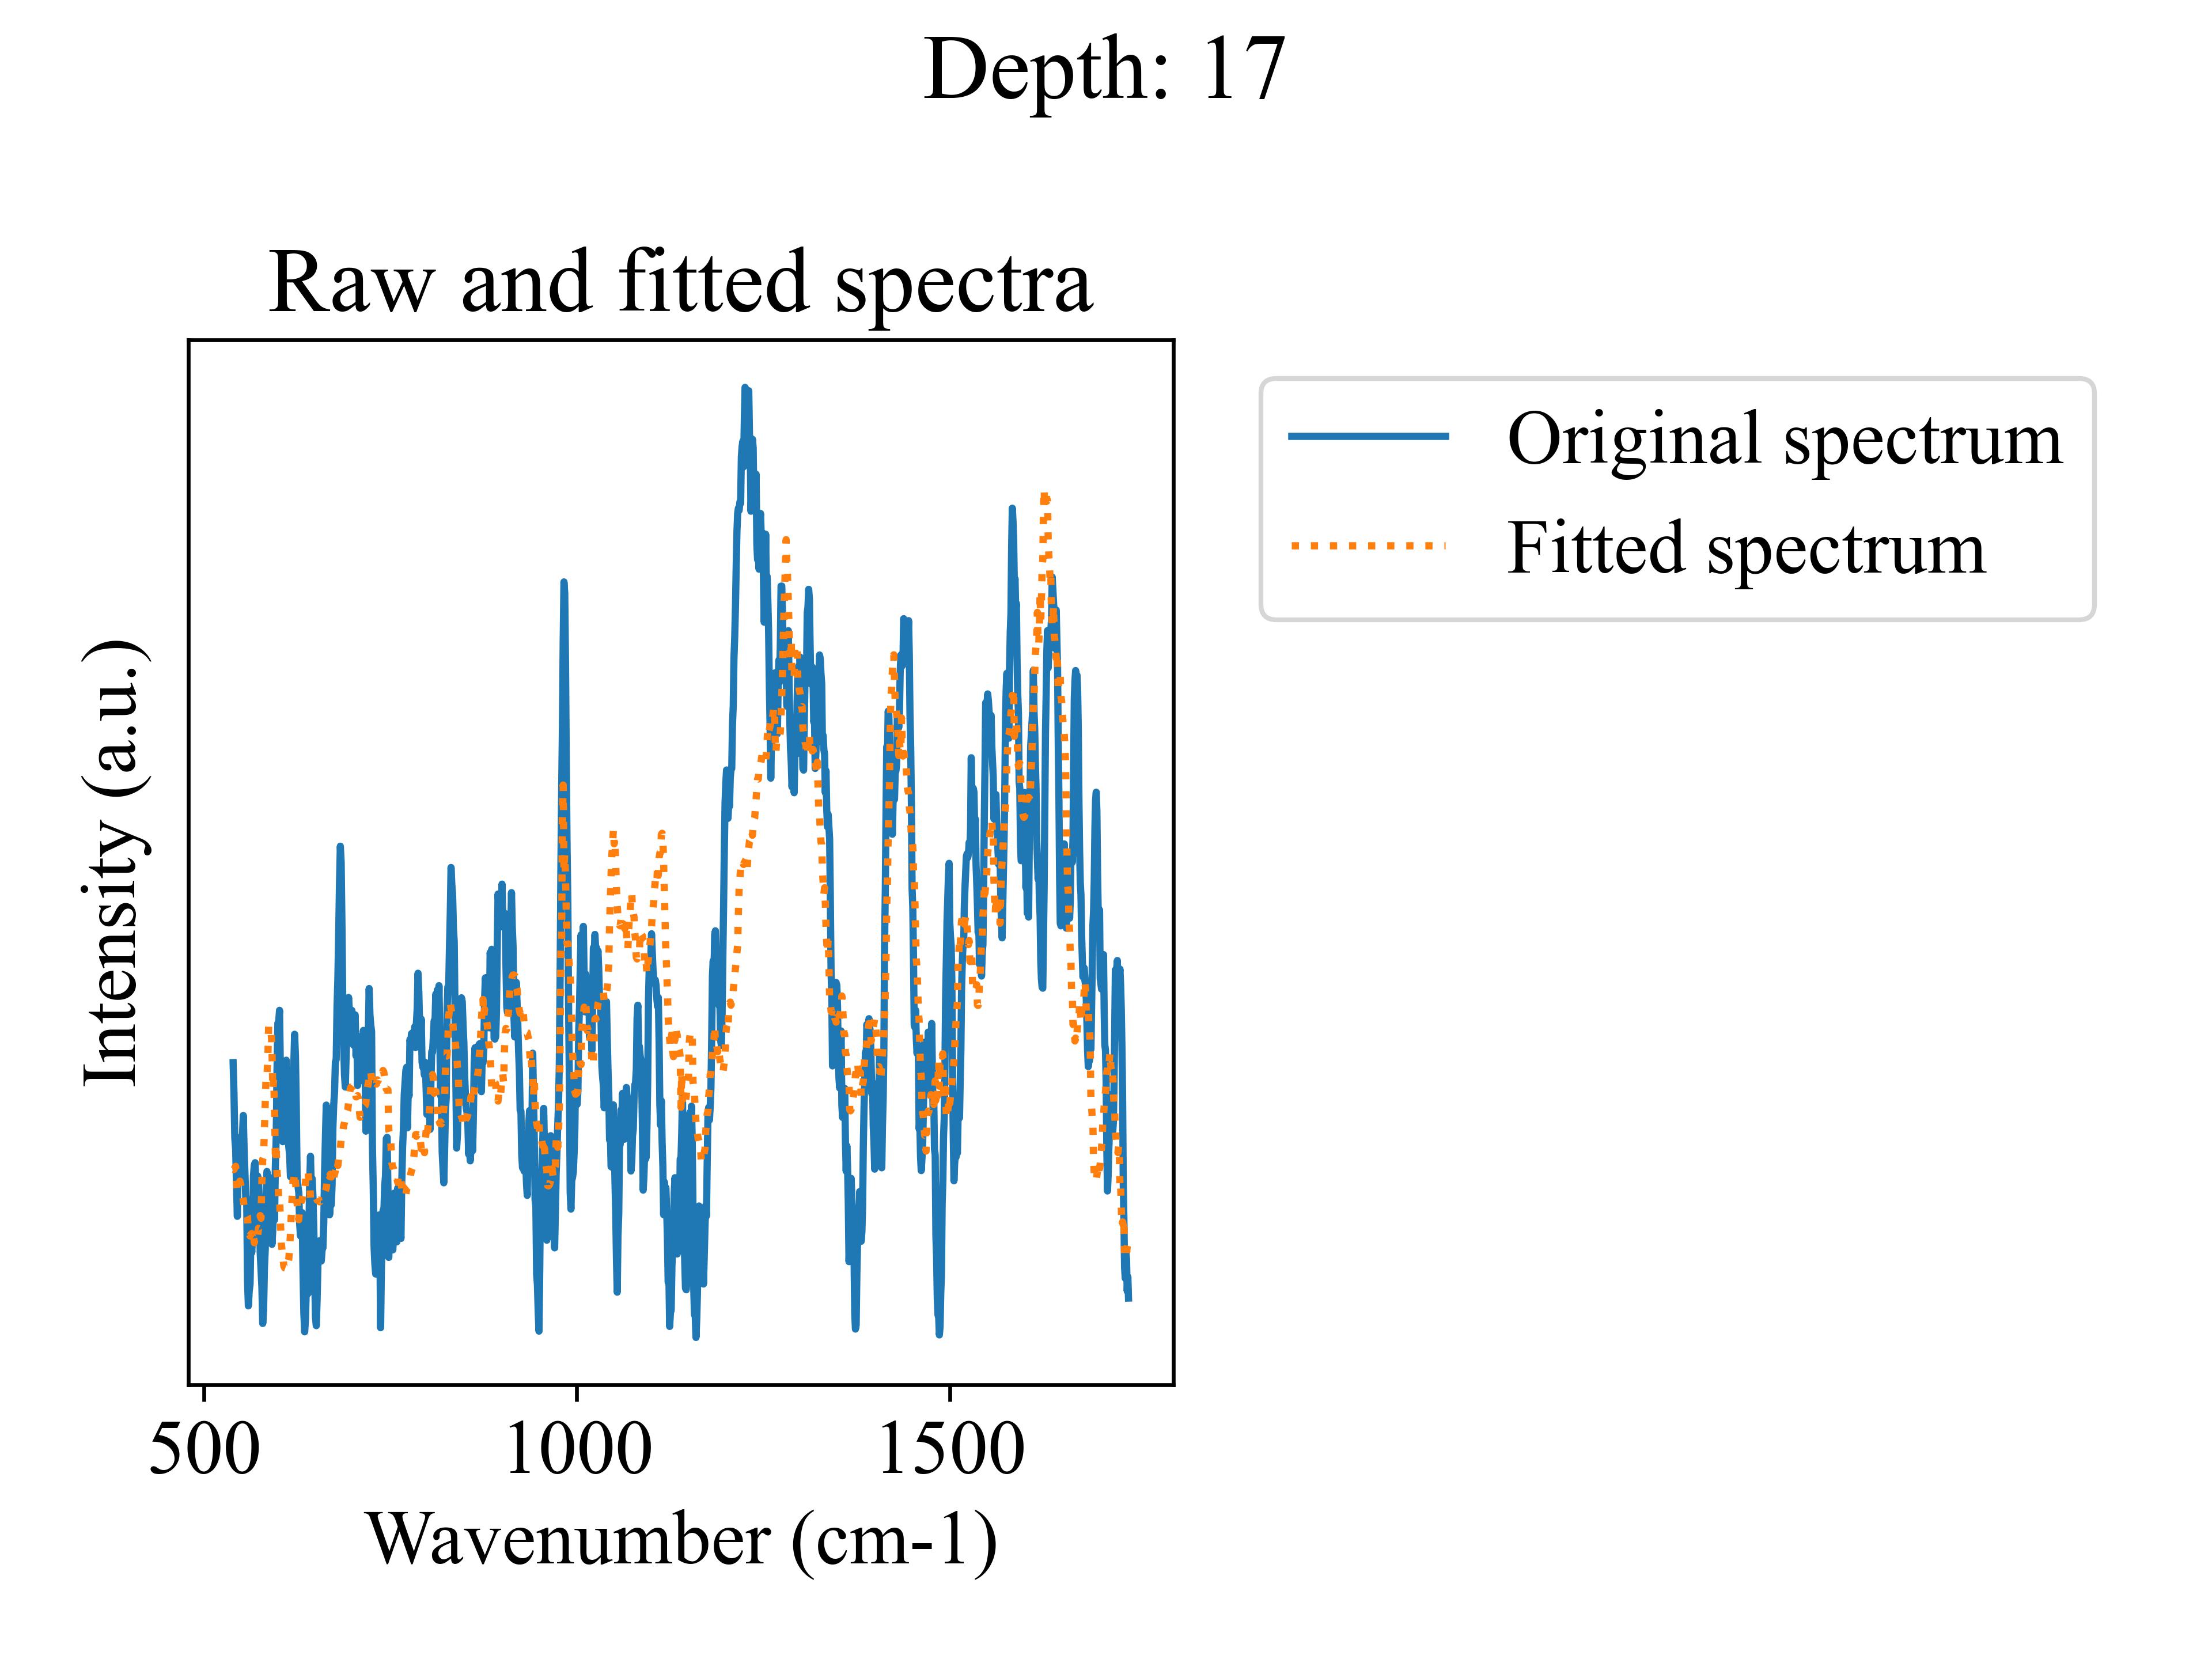 Depth: 17
Raw and fitted spectra
Original spectrum
Fitted spectrum
Intensity (a.u.)
500 1000 1500
Wavenumber (cm-1)